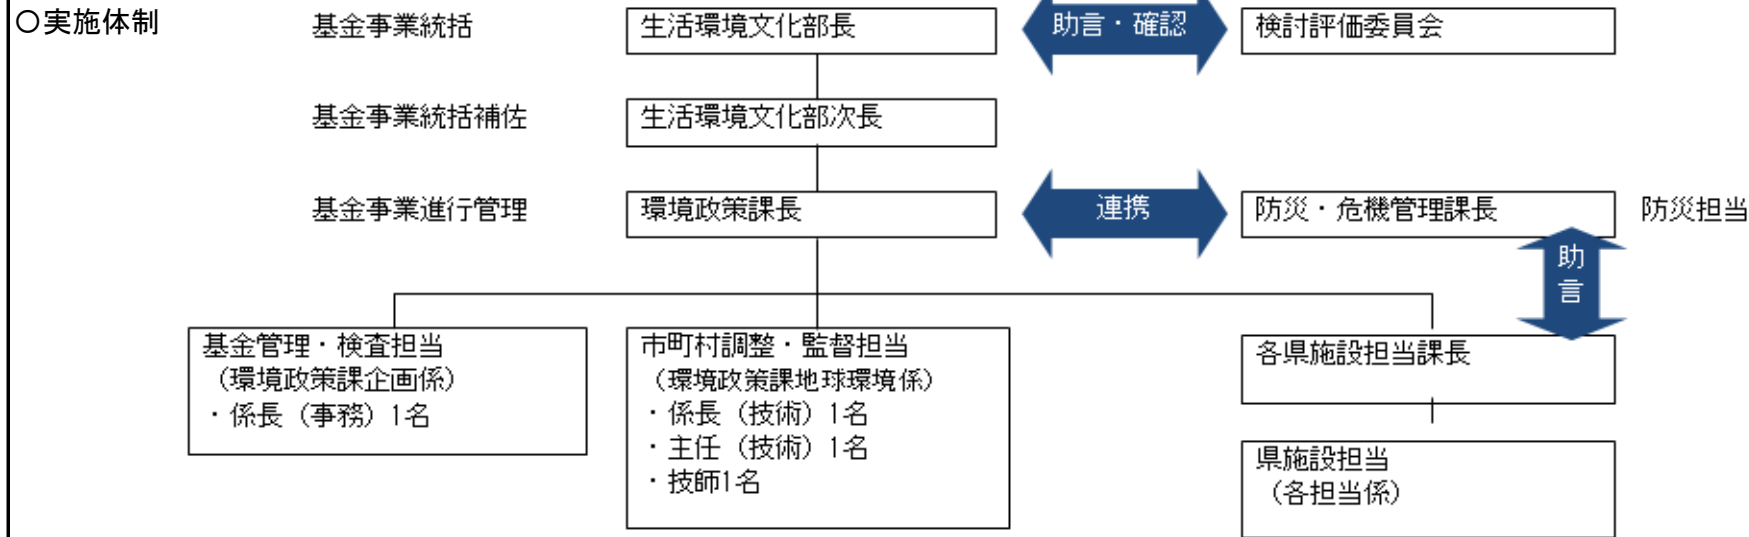 ○実施体制
基金事業統括
生活環境文化部長
助言・確認
検討評価委員会
基金事業統括補佐
生活環境文化部次長
基金事業進行管理
環境政策課長
連携
防災・危機管理課長
防災担当
助
言
基金管理・検査担当
（環境政策課企画係）
・係長（事務）1名
市町村調整・監督担当
（環境政策課地球環境係）
・係長（技術）1名
・主任（技術）1名
・技師1名
各県施設担当課長
県施設担当
（各担当係）